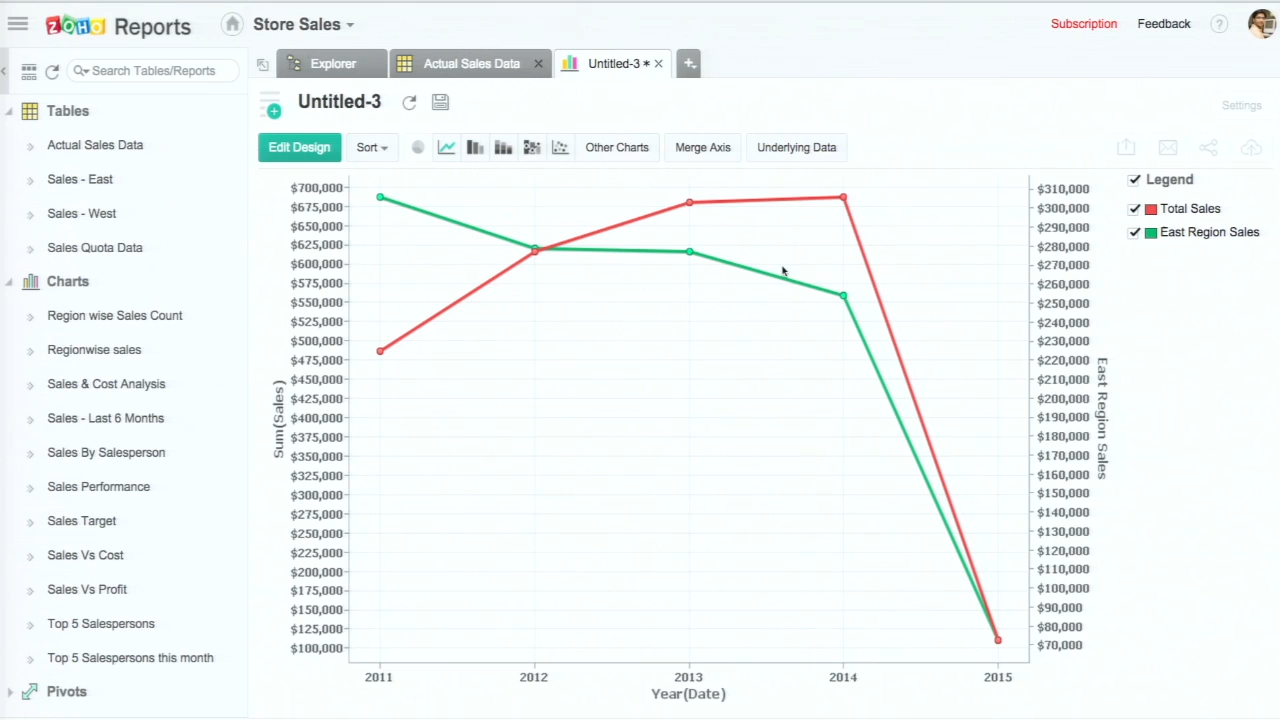 ZOHO Reports
Store Sales
Subscription
Feedback
?
Search Tables/Reports
Explorer
Actual Sales Data
Untitled-3 *
Tables
Actual Sales Data
Sales - East
Sales - West
Sales Quota Data
Charts
Region wise Sales Count
Regionwise sales
Sales & Cost Analysis
Sales - Last 6 Months
Sales By Salesperson
Sales Performance
Sales Target
Sales Vs Cost
Sales Vs Profit
Top 5 Salespersons
Top 5 Salespersons this month
Pivots
Untitled-3
Settings
Edit Design
Sort
Other Charts
Merge Axis
Underlying Data
$700,000
$675,000
$650,000
$625,000
$600,000
$575,000
$550,000
$525,000
$500,000
$475,000
$450,000
$425,000
$400,000
$375,000
$350,000
$325,000
$300,000
$275,000
$250,000
$225,000
$200,000
$175,000
$150,000
$125,000
$100,000
Sum(Sales)
2011
2012
2013
2014
2015
Year(Date)
$310,000
$300,000
$290,000
$280,000
$270,000
$260,000
$250,000
$240,000
$230,000
$220,000
$210,000
$200,000
$190,000
$180,000
$170,000
$160,000
$150,000
$140,000
$130,000
$120,000
$110,000
$100,000
$90,000
$80,000
$70,000
East Region Sales
Legend
Total Sales
East Region Sales